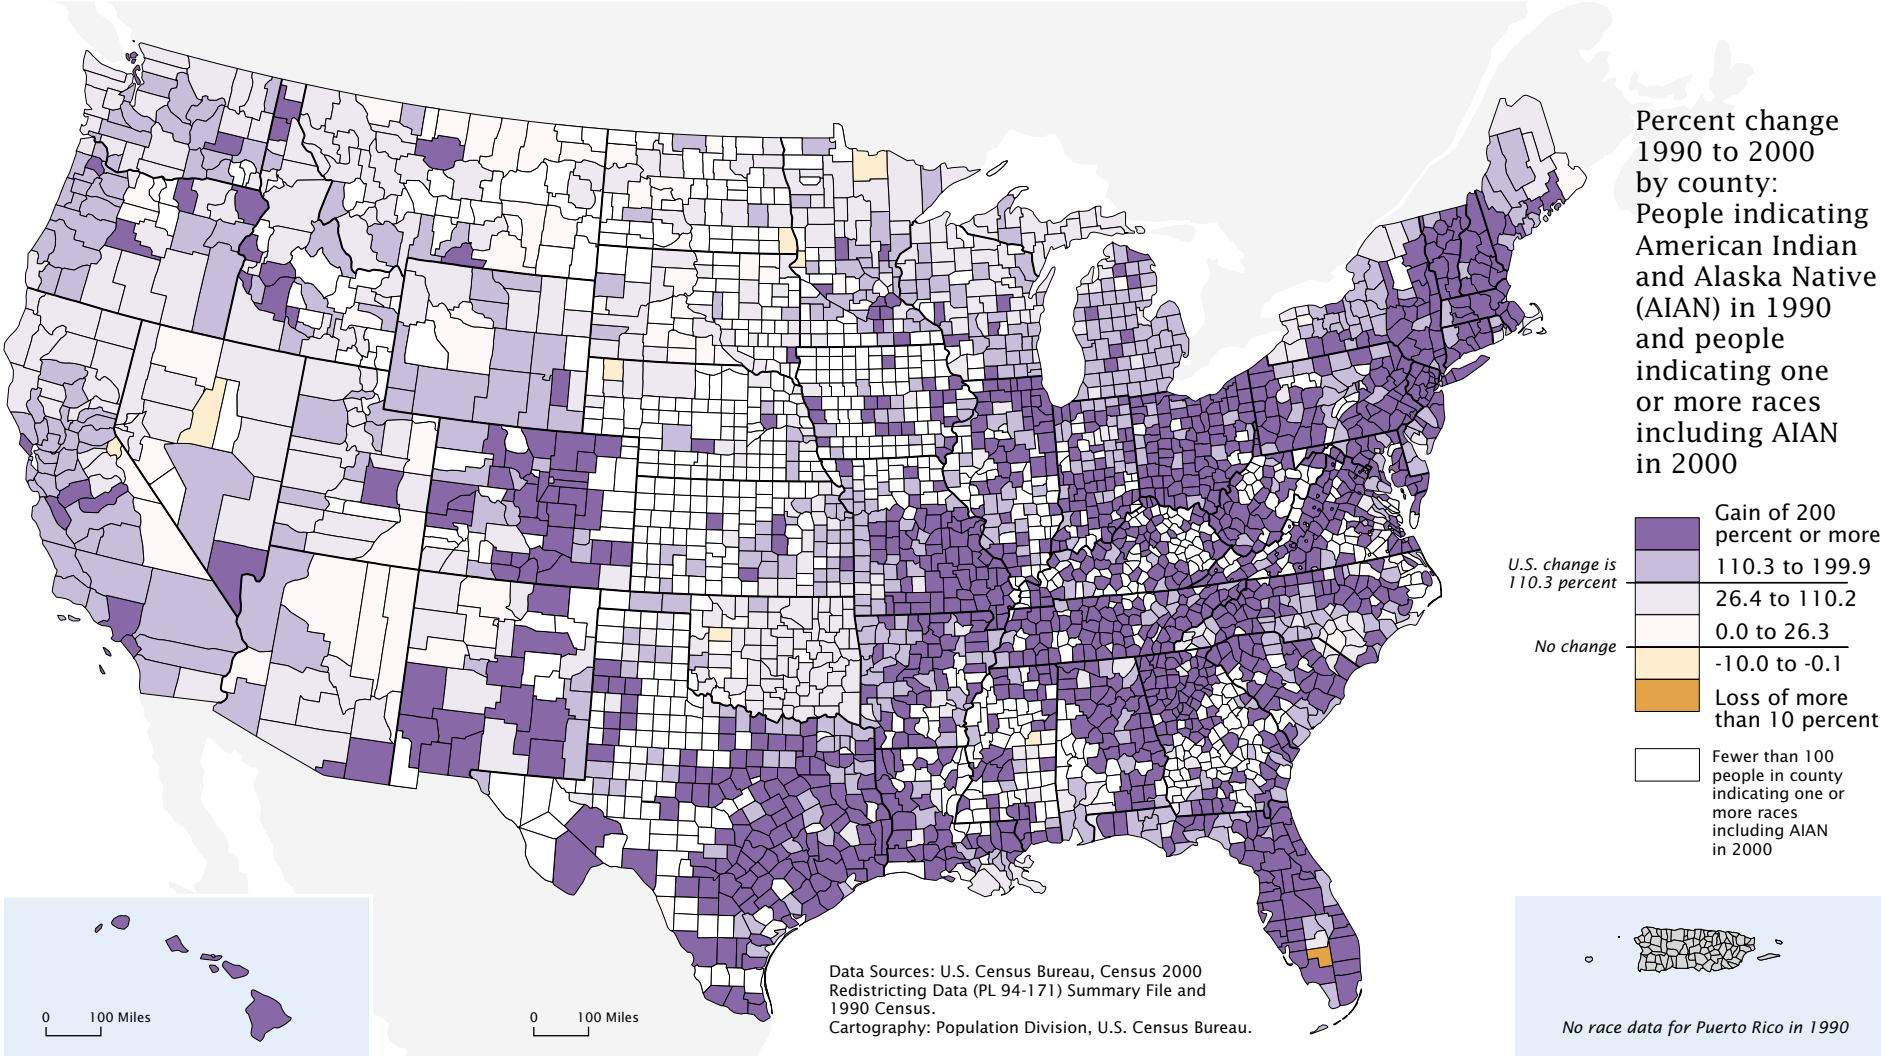 Percent change
1990 to 2000
by county:
People indicating
American Indian
and Alaska Native
(AIAN) in 1990
and people
indicating one
or more races
including AIAN
in 2000
Gain of 200
percent or more
U.S. change is
110.3 percent
110.3 to 199.9
26.4 to 110.2
0.0 to 26.3
No change
-10.0 to -0.1
Loss of more
than 10 percent
Fewer than 100
people in county
indicating one or
more races
including AIAN
in 2000
Data Sources: U.S. Census Bureau, Census 2000
Redistricting Data (PL 94-171) Summary File and
1990 Census.
Cartography: Population Division, U.S. Census Bureau.
0 100 Miles
0 100 Miles
No race data for Puerto Rico in 1990